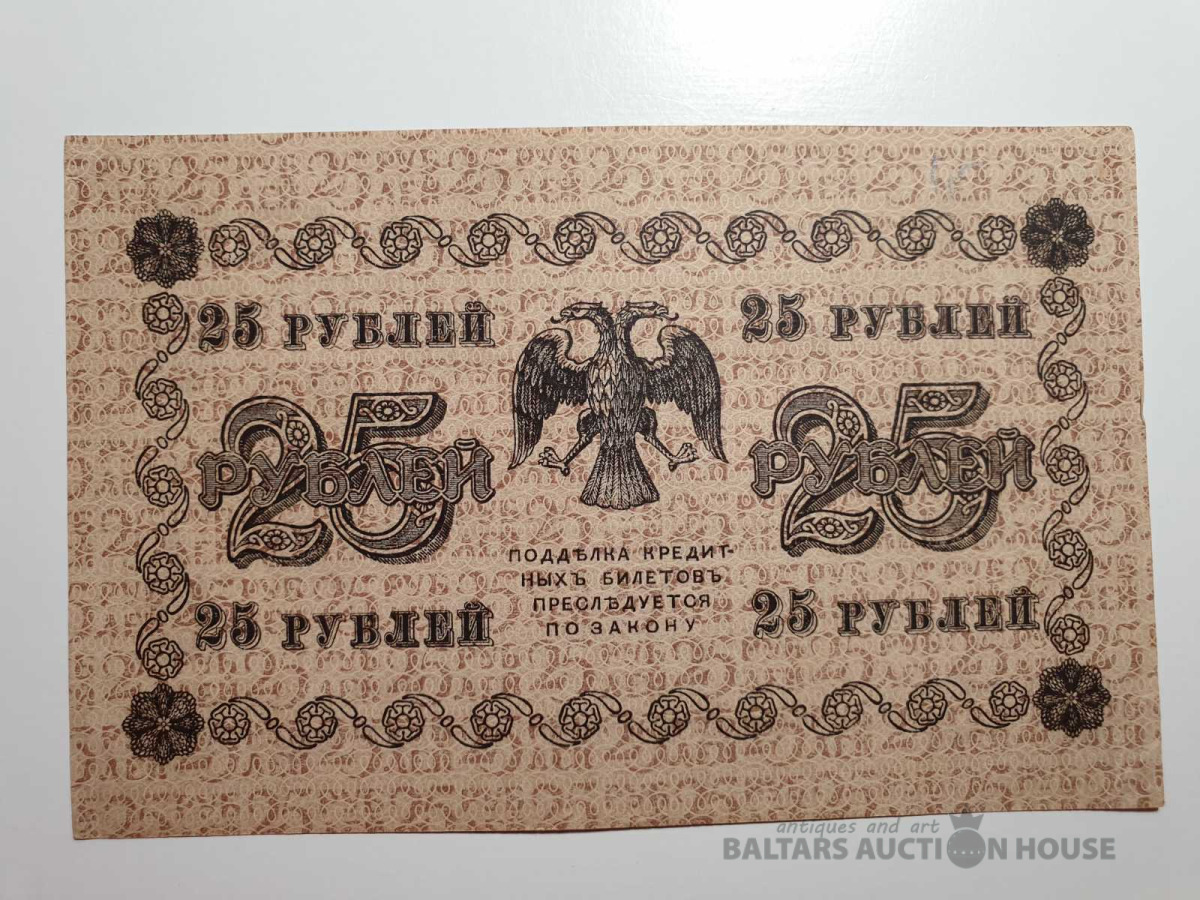 25 РУБЛЕЙ
25 РУБЛЕЙ
25 РУБЛЕЙ
25 РУБЛЕЙ
ПОДДѢЛКА КРЕДИТ-
НЫХЪ БИЛЕТОВЪ
ПРЕСЛѢДУЕТСЯ
ПО ЗАКОНУ
25 РУБЛЕЙ
25 РУБЛЕЙ
antiques and art
BALTARS AUCTION HOUSE